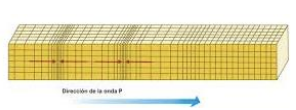 Dirección de la onda P